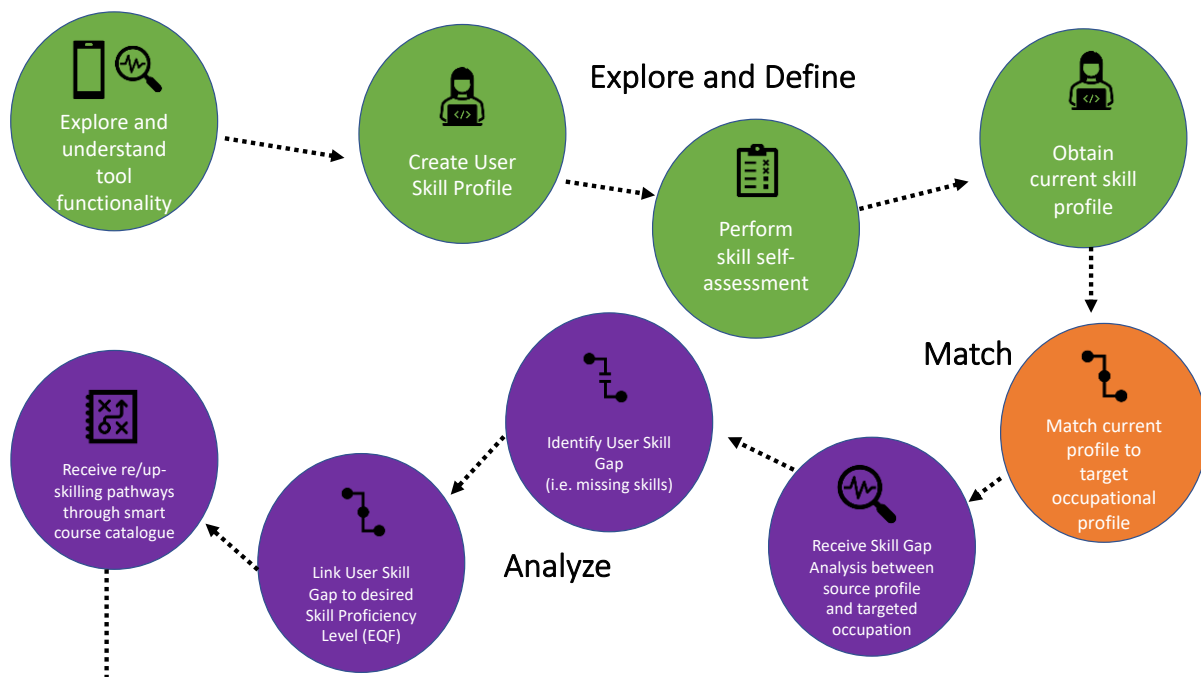 Explore and
understand
tool
functionality
Create User
Skill Profile
Explore and Define
Perform
skill self-
assessment
Obtain
current skill
profile
Match
Match current
profile to
target
occupational
profile
Receive Skill Gap
Analysis between
source profile
and targeted
occupation
Identify User Skill
Gap
(i.e. missing skills)
Analyze
Link User Skill
Gap to desired
Skill Proficiency
Level (EQF)
Receive re/up-
skilling pathways
through smart
course catalogue